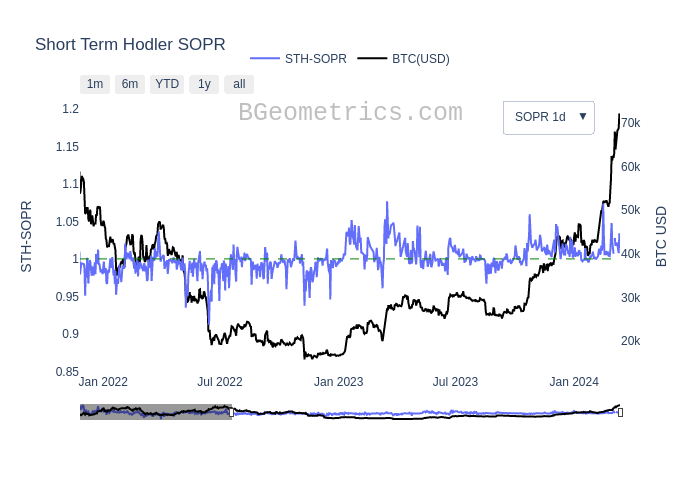 Short Term Hodler SOPR
STH-SOPR BTC(USD)
1m 6m YTD 1y all
BGeometrics.com
SOPR 1d ▼
1.2
1.15
1.1
1.05
1
0.95
0.9
0.85
STH-SOPR
70k
60k
50k
40k
30k
20k
BTC USD
Jan 2022 Jul 2022 Jan 2023 Jul 2023 Jan 2024